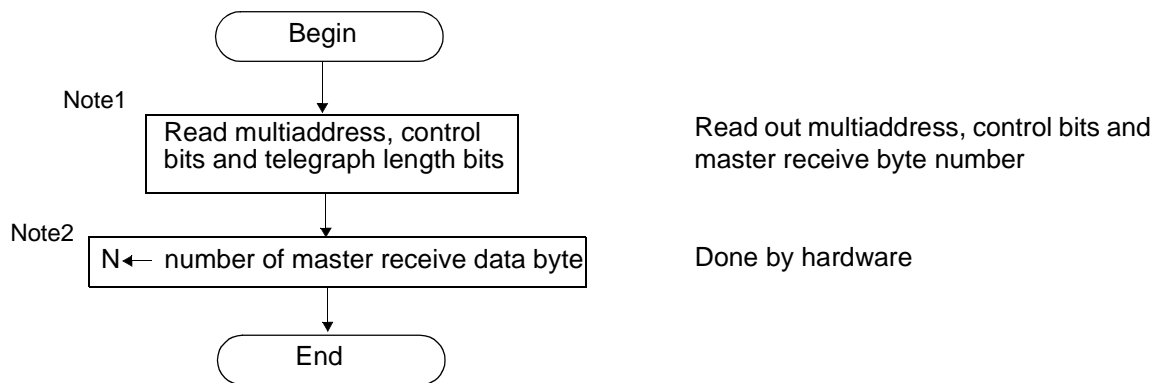 Begin
Note1
Read multiaddress, control
bits and telegraph length bits
Read out multiaddress, control bits and
master receive byte number
Note2
N← number of master receive data byte
Done by hardware
End